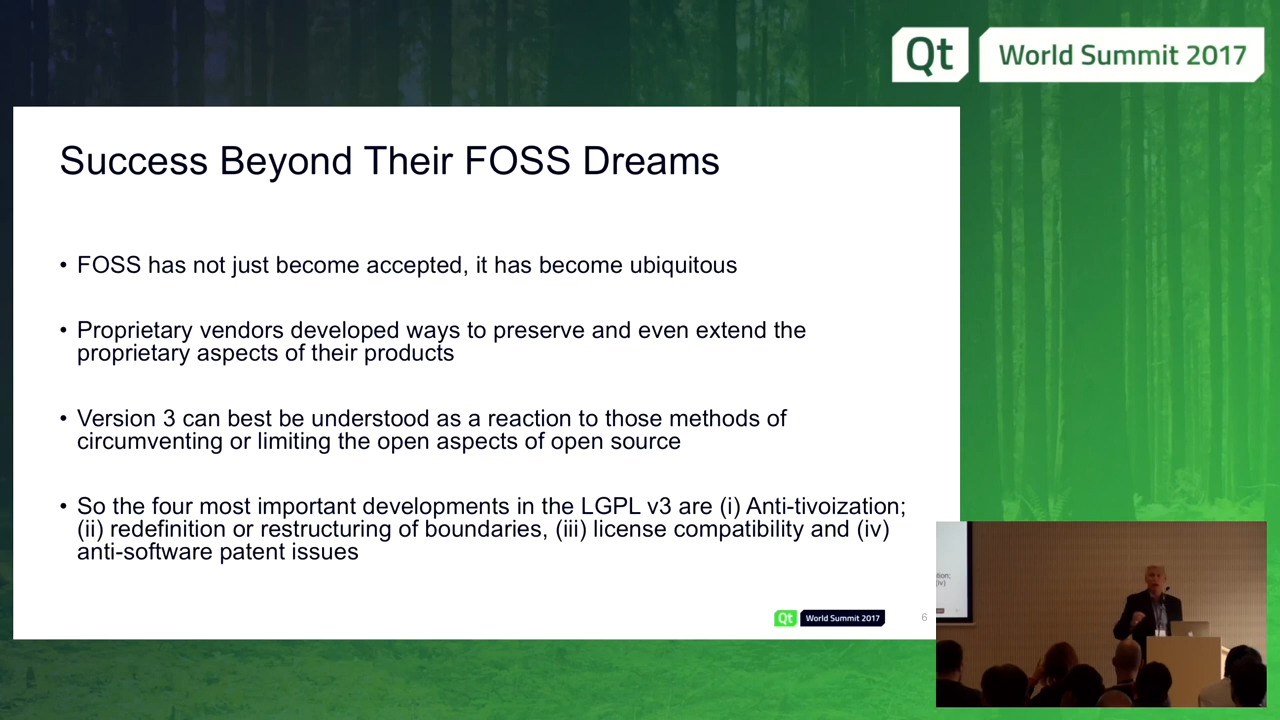 Qt World Summit 2017
Success Beyond Their FOSS Dreams
• FOSS has not just become accepted, it has become ubiquitous
• Proprietary vendors developed ways to preserve and even extend the
proprietary aspects of their products
• Version 3 can best be understood as a reaction to those methods of
circumventing or limiting the open aspects of open source
• So the four most important developments in the LGPL v3 are (i) Anti-tivoization;
(ii) redefinition or restructuring of boundaries, (iii) license compatibility and (iv)
anti-software patent issues
Qt World Summit 2017
6
tion;
(iv)